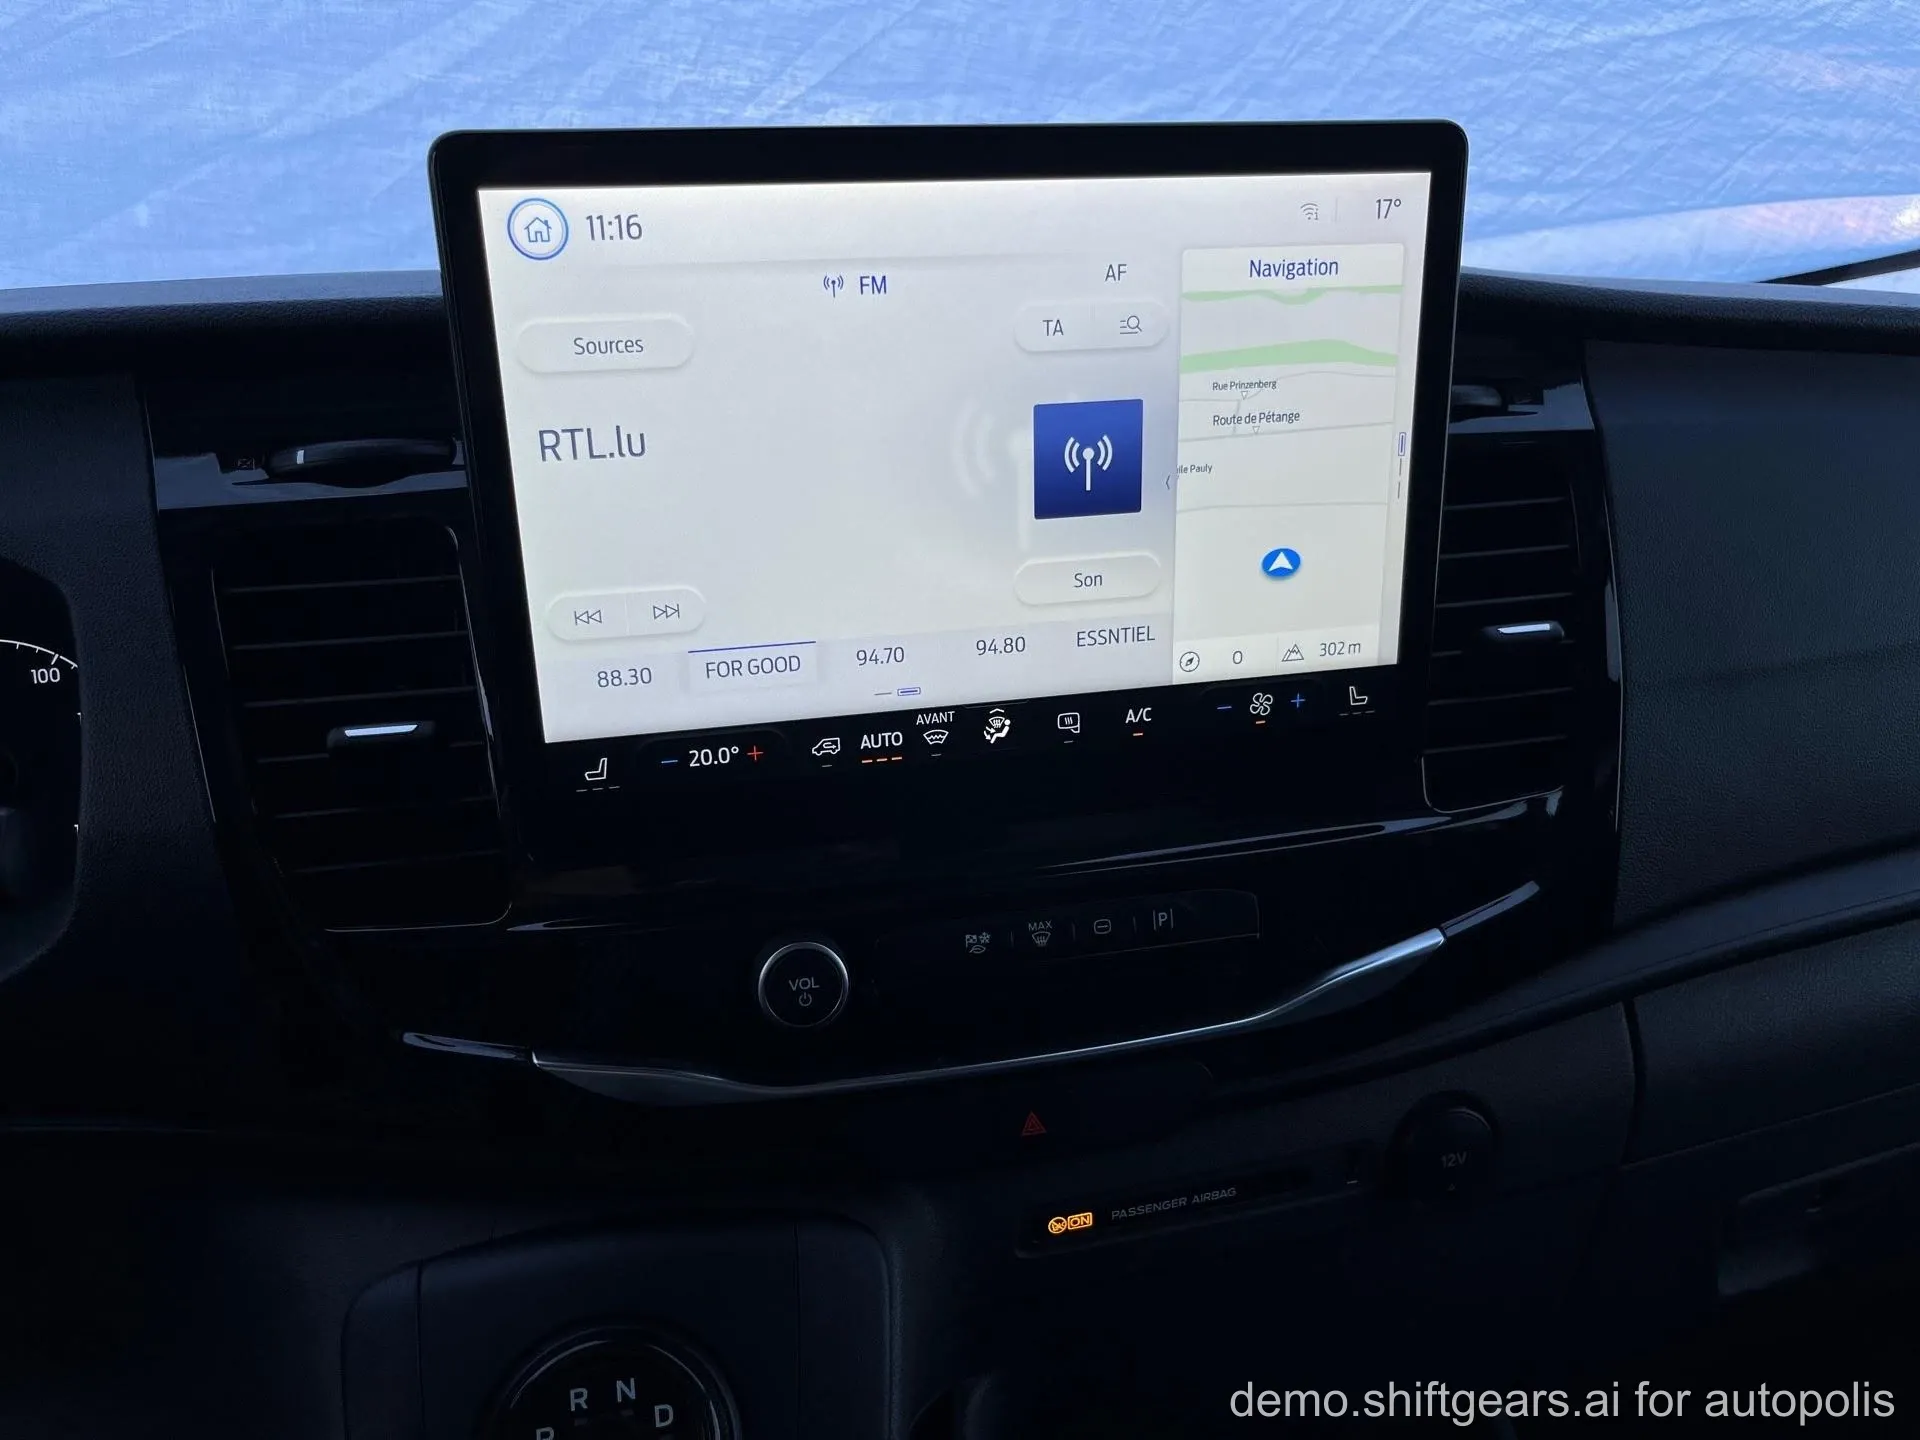 11:16
17°
FM
AF
Navigation
Sources
TA
Rue Prinzenberg
Route de Pétange
RTL.lu
ile Pauly
Son
88.30
FOR GOOD
94.70
94.80
ESSNTIEL
0
302 m
20.0°
AUTO
AVANT
A/C
100
MAX
P
VOL
12V
ON
PASSENGER AIRBAG
R
N
D
demo.shiftgears.ai for autopolis